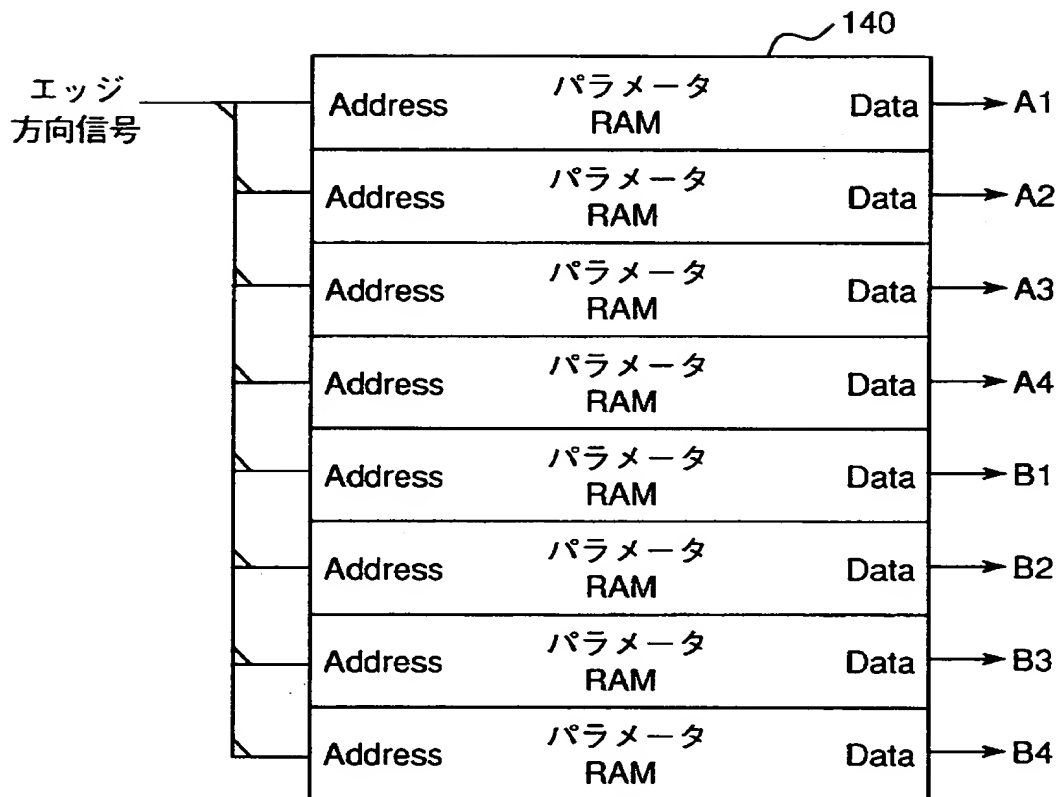 140
エッジ
方向信号
Address パラメータ RAM Data A1
Address パラメータ RAM Data A2
Address パラメータ RAM Data A3
Address パラメータ RAM Data A4
Address パラメータ RAM Data B1
Address パラメータ RAM Data B2
Address パラメータ RAM Data B3
Address パラメータ RAM Data B4